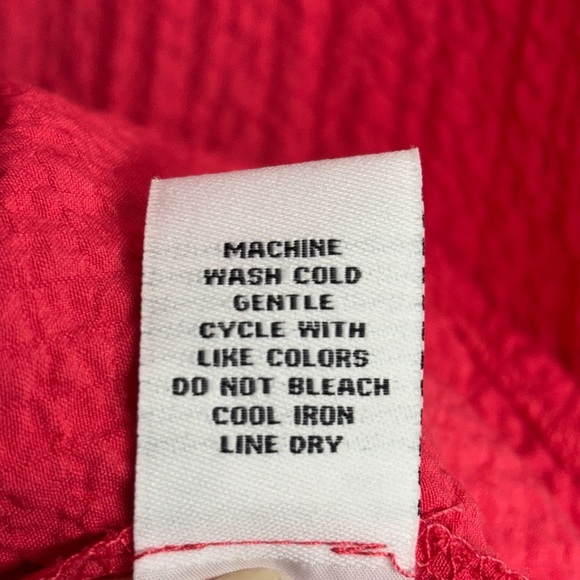 MACHINE
WASH COLD
GENTLE
CYCLE WITH
LIKE COLORS
DO NOT BLEACH
COOL IRON
LINE DRY